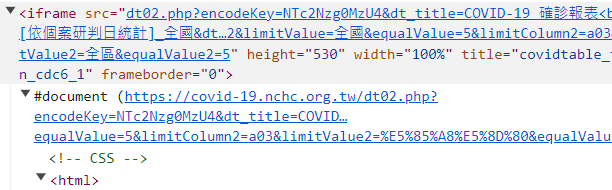 <iframe src="dt02.php?encodeKey=NTc2Nzg0MzU4&dt_title=COVID-19 確診報表<b
[依個案研判日統計]_全國&dt…2&limitValue=全國&equalValue=5&limitColumn2=a03&
itValue2=全區&equalValue2=5" height="530" width="100%" title="covidtable_t
n_cdc6_1" frameborder="0">
#document (https://covid-19.nchc.org.tw/dt02.php?
encodeKey=NTc2Nzg0MzU4&dt_title=COVID…
equalValue=5&limitColumn2=a03&limitValue2=%E5%85%A8%E5%8D%80&equalValu
<!-- CSS -->
<html>